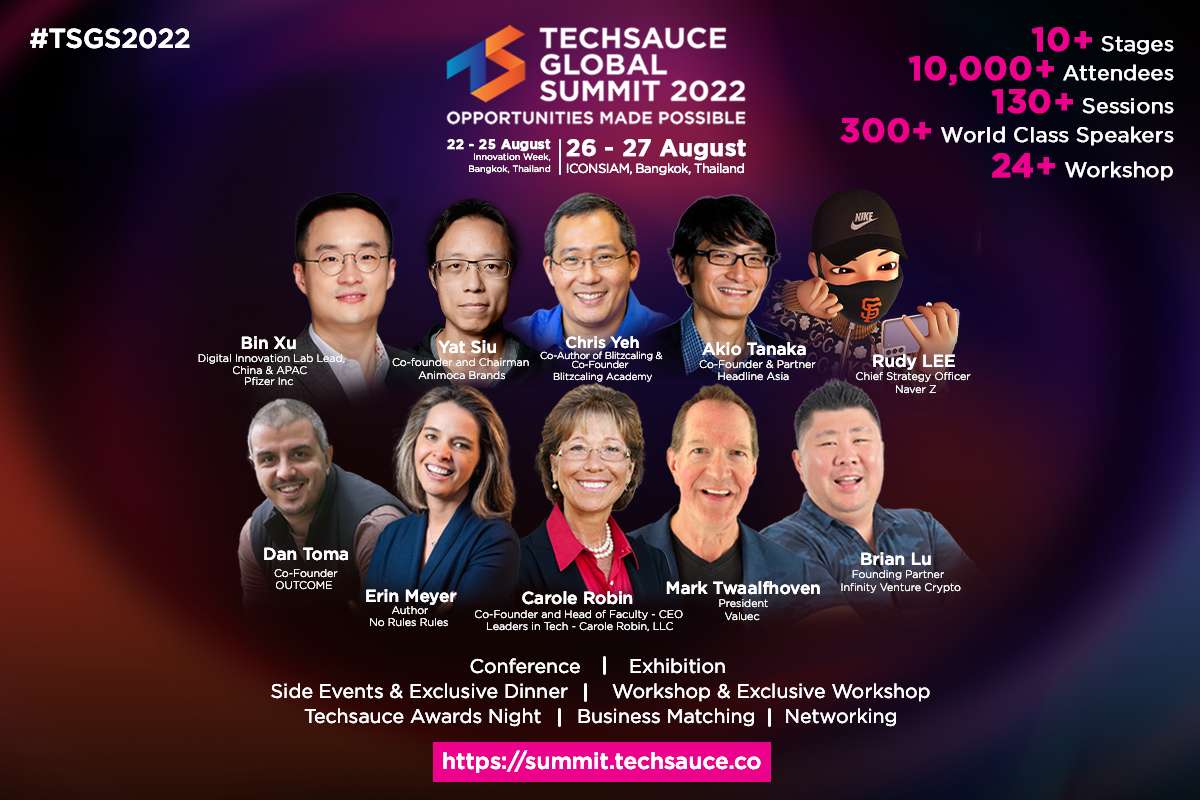 #TSGS2022
TECHSAUCE
GLOBAL
SUMMIT 2022
OPPORTUNITIES MADE POSSIBLE
22 - 25 August
Innovation Week,
Bangkok, Thailand
26 - 27 August
ICONSIAM, Bangkok, Thailand
10+ Stages
10,000+ Attendees
130+ Sessions
300+ World Class Speakers
24+ Workshop
Bin Xu
Digital Innovation Lab Lead,
China & APAC
Pfizer Inc
Yat Siu
Co-founder and Chairman
Animoca Brands
Chris Yeh
Co-Author of Blitzcaling &
Co-Founder
Blitzcaling Academy
Akio Tanaka
Co-Founder & Partner
Headline Asia
NIKE
SF
Rudy LEE
Chief Strategy Officer
Naver Z
Dan Toma
Co-Founder
OUTCOME
Erin Meyer
Author
No Rules Rules
Carole Robin
Co-Founder and Head of Faculty - CEO
Leaders in Tech - Carole Robin, LLC
Mark Twaalfhoven
President
Valuec
Brian Lu
Founding Partner
Infinity Venture Crypto
Conference | Exhibition
Side Events & Exclusive Dinner | Workshop & Exclusive Workshop
Techsauce Awards Night | Business Matching | Networking
https://summit.techsauce.co